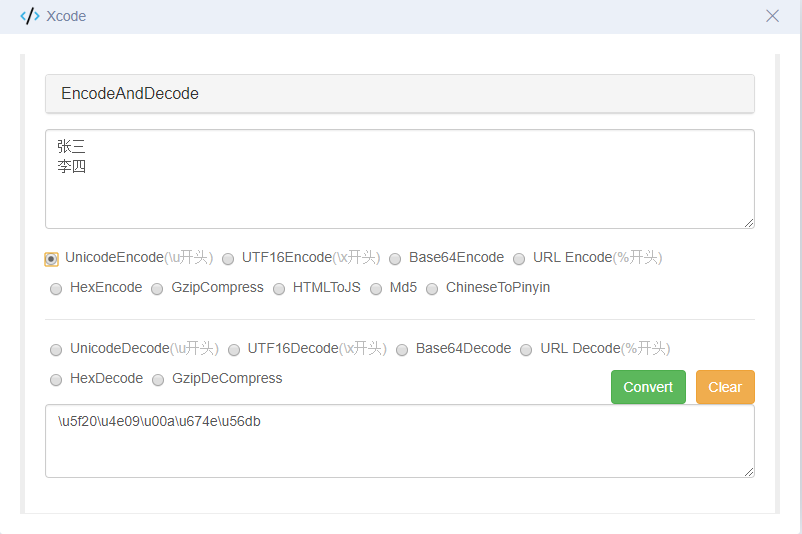 Xcode
EncodeAndDecode
张三
李四
UnicodeEncode(\u开头) UTF16Encode(\x开头) Base64Encode URL Encode(%开头)
HexEncode GzipCompress HTMLToJS Md5 ChineseToPinyin
UnicodeDecode(\u开头) UTF16Decode(\x开头) Base64Decode URL Decode(%开头)
HexDecode GzipDeCompress Convert Clear
\u5f20\u4e09\u00a\u674e\u56db